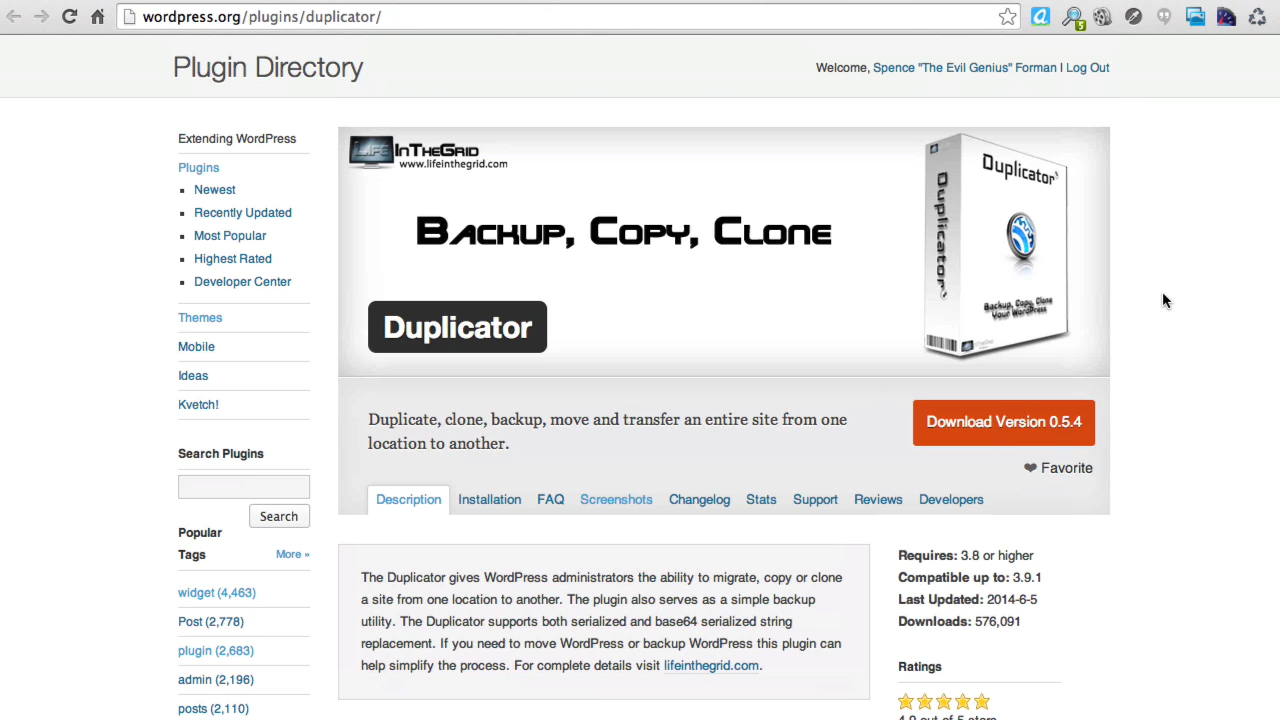 wordpress.org/plugins/duplicator/
5
Plugin Directory
Welcome, Spence "The Evil Genius" Forman | Log Out
Extending WordPress
Plugins
Newest
Recently Updated
Most Popular
Highest Rated
Developer Center
Themes
Mobile
Ideas
Kvetch!
Search Plugins
Search
Popular
Tags
More »
widget (4,463)
Post (2,778)
plugin (2,683)
admin (2,196)
posts (2,110)
LifeInTheGrid
www.lifeinthegrid.com
Backup, Copy, Clone
Duplicator
Duplicator
Duplicator
Backup, Copy, Clone
Your WordPress
Duplicate, clone, backup, move and transfer an entire site from one
location to another.
Download Version 0.5.4
Favorite
Description Installation FAQ Screenshots Changelog Stats Support Reviews Developers
The Duplicator gives WordPress administrators the ability to migrate, copy or clone
a site from one location to another. The plugin also serves as a simple backup
utility. The Duplicator supports both serialized and base64 serialized string
replacement. If you need to move WordPress or backup WordPress this plugin can
help simplify the process. For complete details visit lifeinthegrid.com.
Requires: 3.8 or higher
Compatible up to: 3.9.1
Last Updated: 2014-6-5
Downloads: 576,091
Ratings
4.9 out of 5 stars